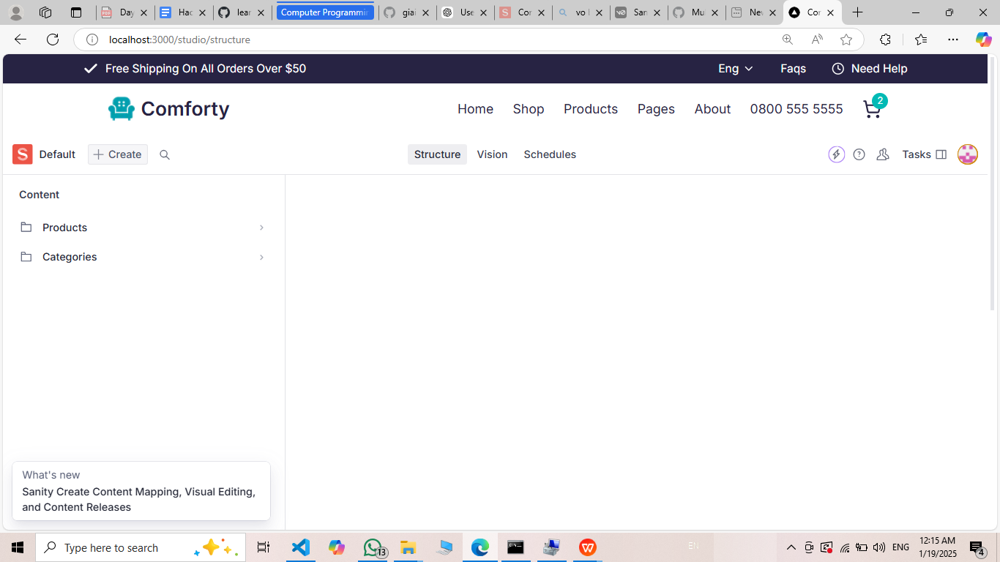 Day
Hac
lear
Computer Programmin
giai
Use
Cor
vo l
San
Mu
Nev
Cor
localhost:3000/studio/structure
Free Shipping On All Orders Over $50
Eng
Faqs
Need Help
Comforty
Home
Shop
Products
Pages
About
0800 555 5555
2
S
Default
Create
Structure
Vision
Schedules
Tasks
Content
Products
Categories
What's new
Sanity Create Content Mapping, Visual Editing,
and Content Releases
Type here to search
13
EN
ENG
12:15 AM
1/19/2025
4